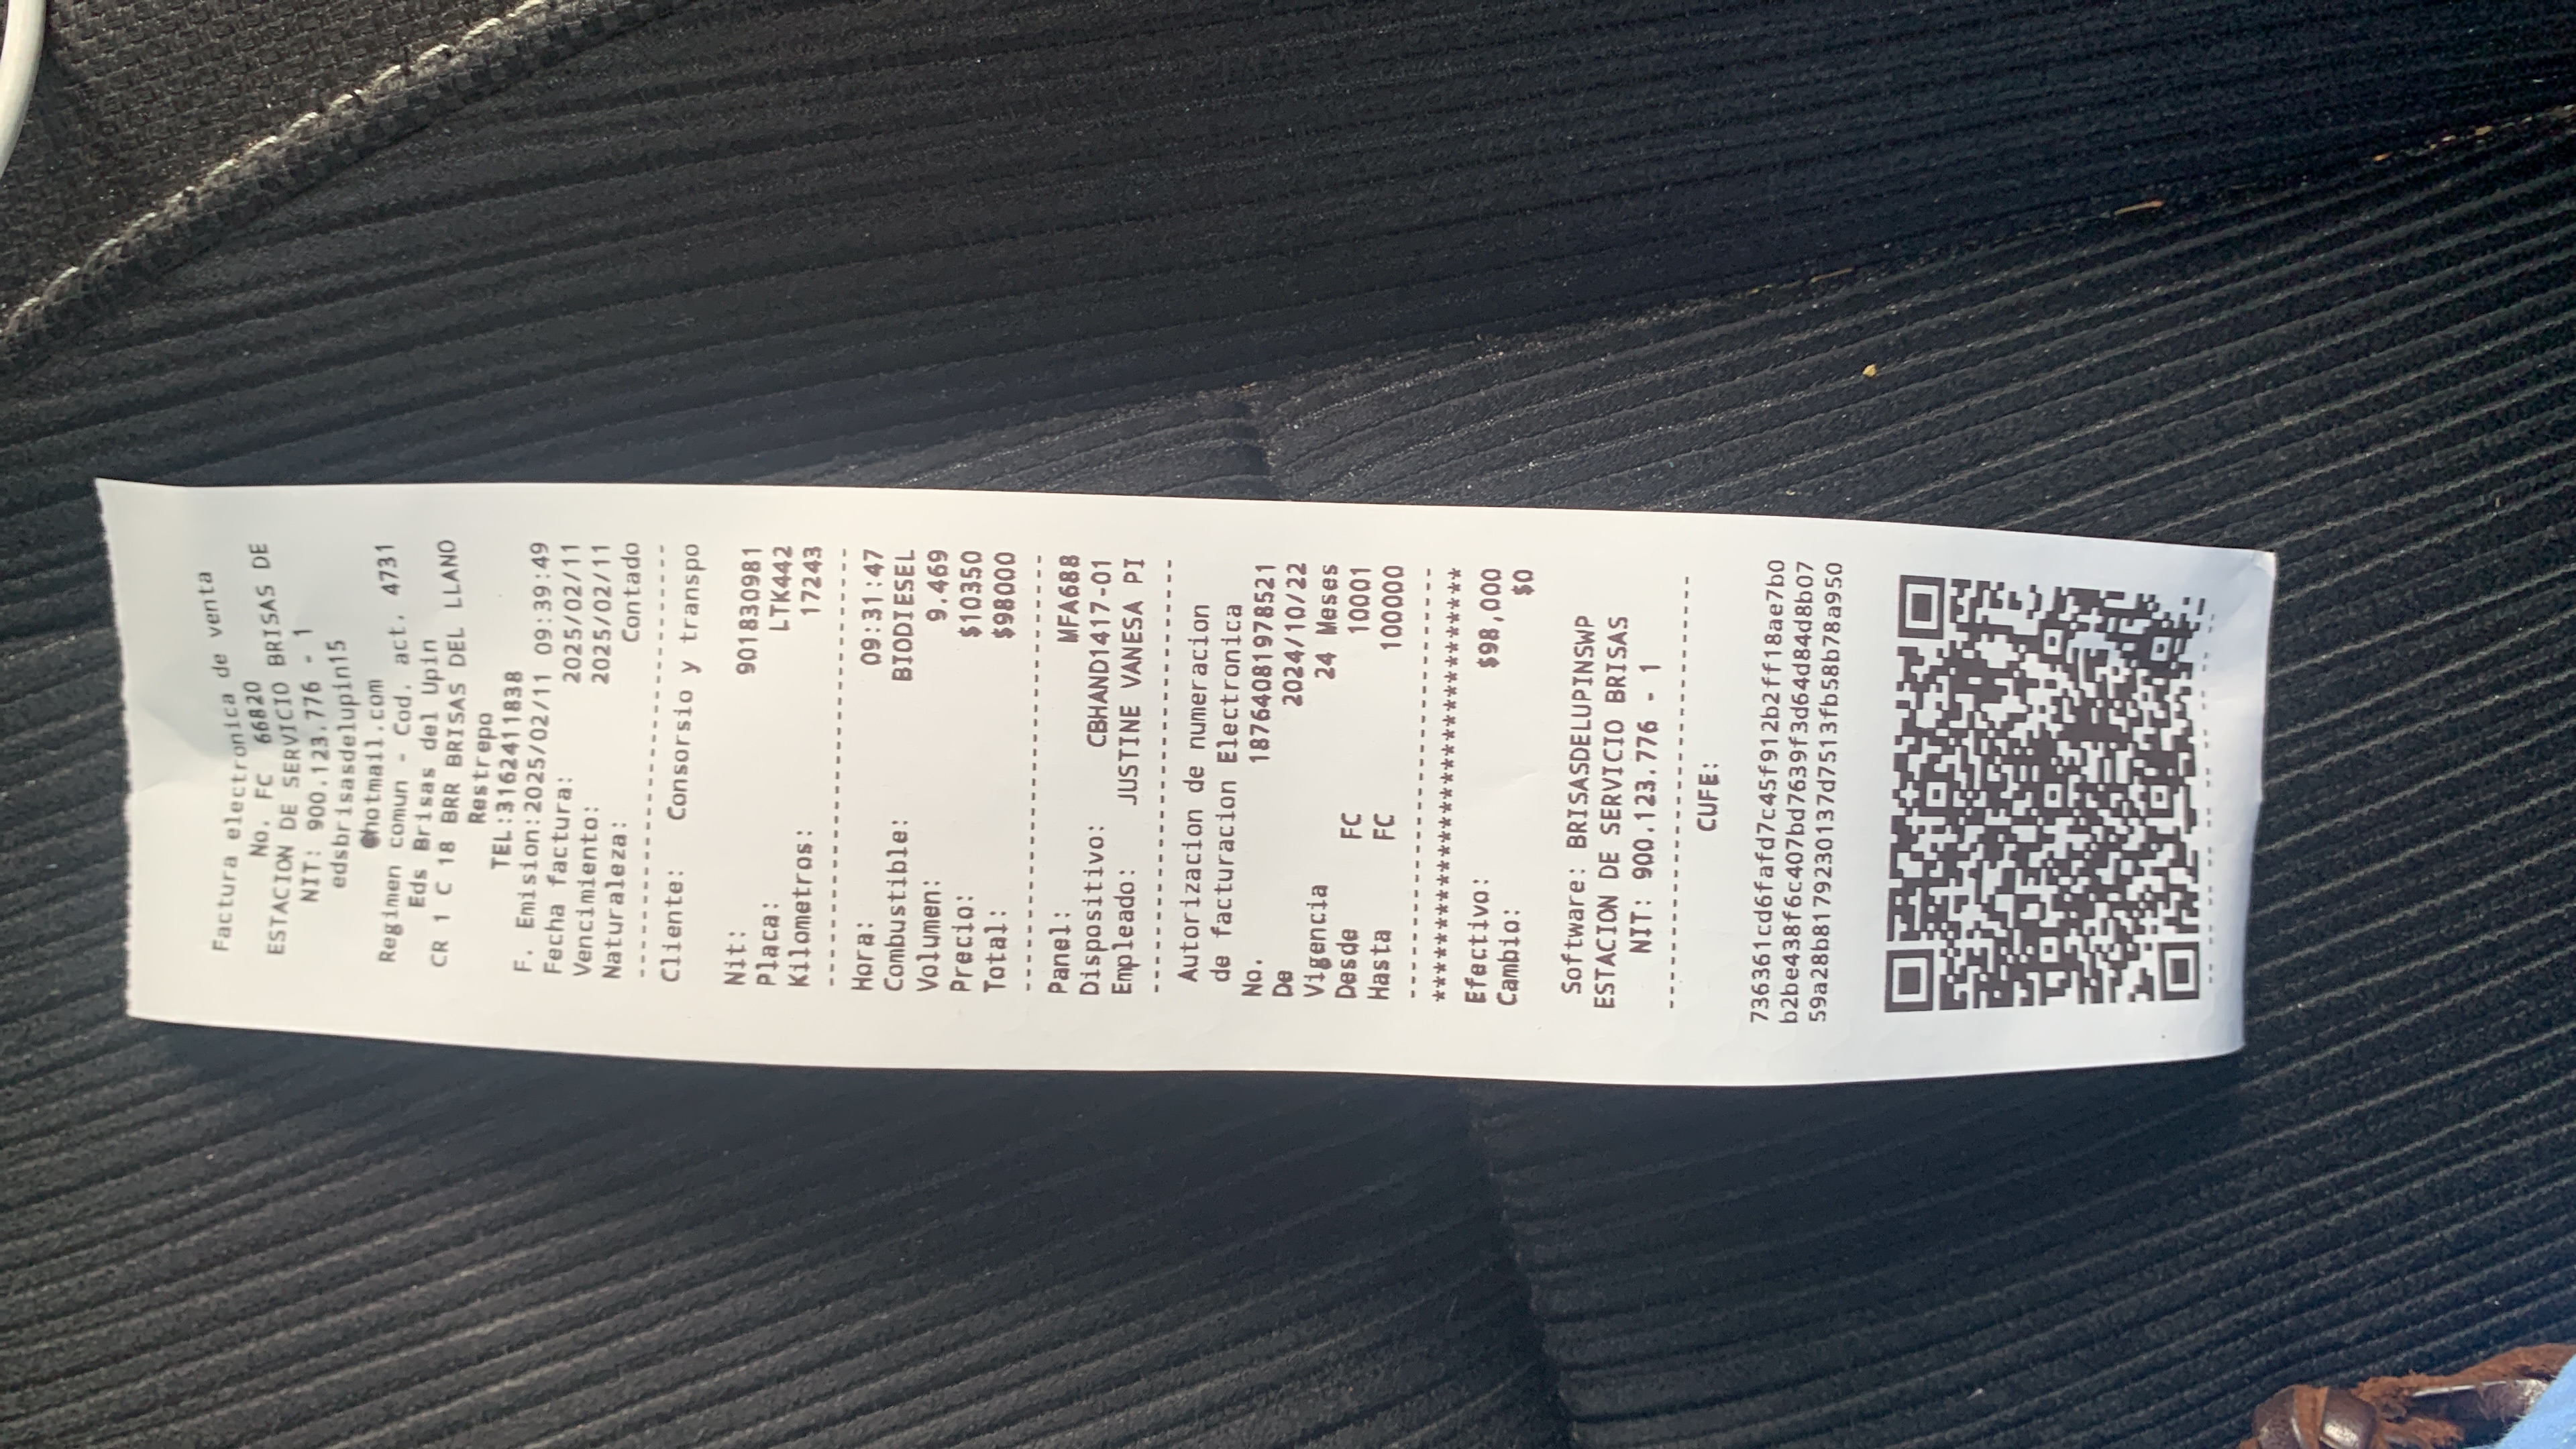 Factura electronica de venta
No. FC 66820
ESTACION DE SERVICIO BRISAS DE
NIT: 900.123.776 - 1
edsbrisasdelupin15
@hotmail.com
Regimen comun - Cod. act. 4731
Eds Brisas del Upin
CR 1 C 18 BRR BRISAS DEL LLANO
Restrepo
TEL:3162411838
F. Emision:2025/02/11 09:39:49
Fecha factura: 2025/02/11
Vencimiento: 2025/02/11
Naturaleza: Contado
------------------------------
Cliente: Consorsio y transpo
Nit: 901830981
Placa: LTK442
Kilometros: 17243
------------------------------
Hora: 09:31:47
Combustible: BIODIESEL
Volumen: 9.469
Precio: $10350
Total: $98000
------------------------------
Panel: MFA688
Dispositivo: CBHAND1417-01
Empleado: JUSTINE VANESA PI
------------------------------
Autorizacion de numeracion
de facturacion Electronica
No. 18764081978521
De 2024/10/22
Vigencia 24 Meses
Desde FC 10001
Hasta FC 100000
------------------------------
******************************
Efectivo: $98,000
Cambio: $0
Software: BRISASDELUPINSWP
ESTACION DE SERVICIO BRISAS
NIT: 900.123.776 - 1
------------------------------
CUFE:
736361cd6fafd7c45f912b2ff18ae7b0
b2be438f6c407bd7639f3d64d84d8b07
59aa28b8179230137d7513fb58b78a950